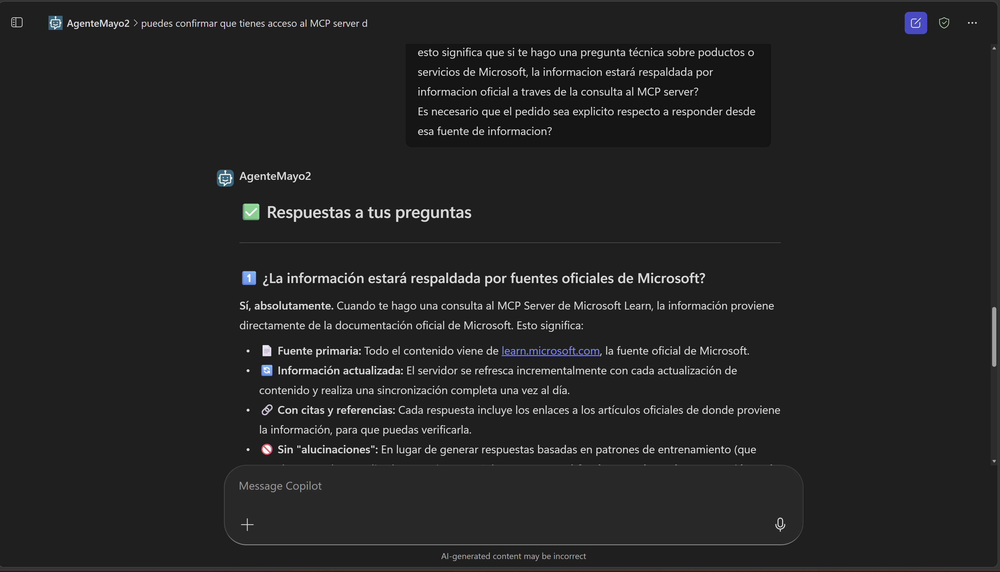 AgenteMayo2 > puedes confirmar que tienes acceso al MCP server d
esto significa que si te hago una pregunta técnica sobre poductos o
servicios de Microsoft, la informacion estará respaldada por
informacion oficial a traves de la consulta al MCP server?
Es necesario que el pedido sea explicito respecto a responder desde
esa fuente de informacion?
AgenteMayo2
✅ Respuestas a tus preguntas
1️⃣ ¿La información estará respaldada por fuentes oficiales de Microsoft?
Sí, absolutamente. Cuando te hago una consulta al MCP Server de Microsoft Learn, la información proviene
directamente de la documentación oficial de Microsoft. Esto significa:
• 📄 Fuente primaria: Todo el contenido viene de learn.microsoft.com, la fuente oficial de Microsoft.
• 🔄 Información actualizada: El servidor se refresca incrementalmente con cada actualización de
contenido y realiza una sincronización completa una vez al día.
• 🔗 Con citas y referencias: Cada respuesta incluye los enlaces a los artículos oficiales de donde proviene
la información, para que puedas verificarla.
• 🚫 Sin "alucinaciones": En lugar de generar respuestas basadas en patrones de entrenamiento (que
Message Copilot
AI-generated content may be incorrect